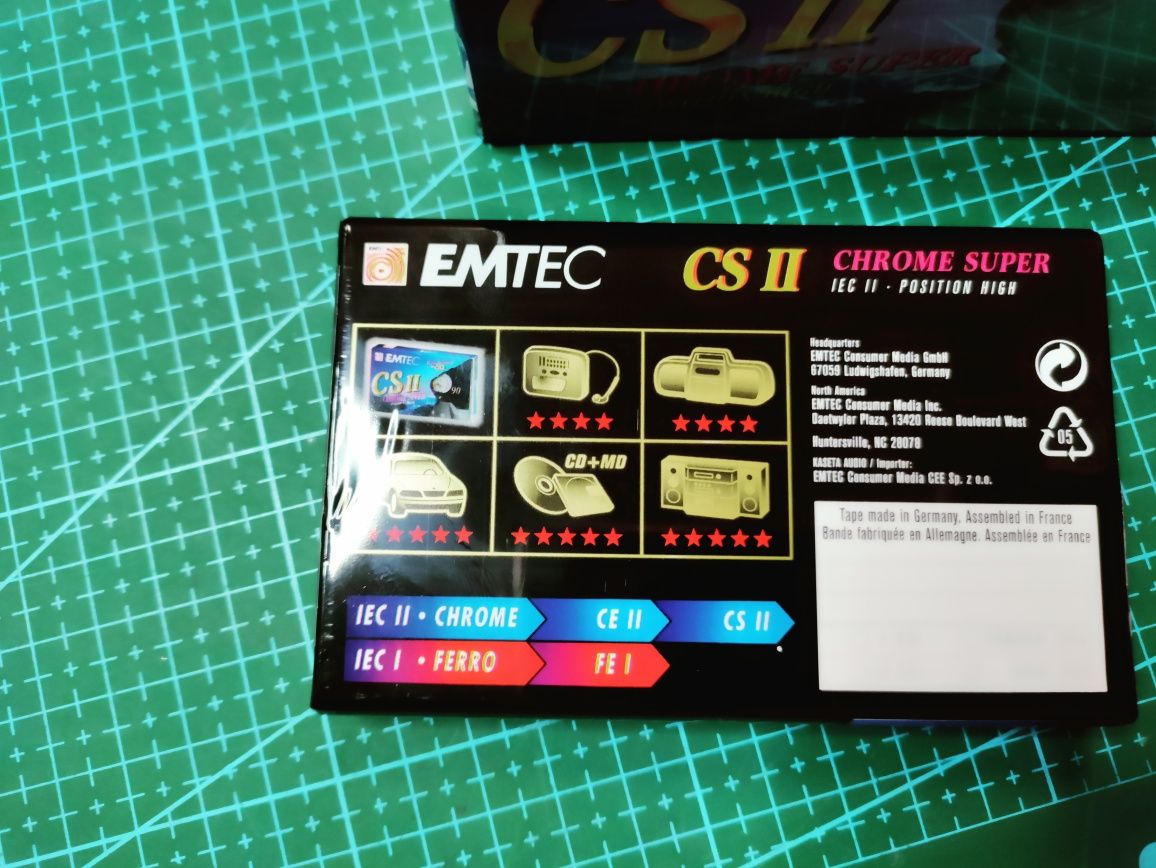 CS II
CHROME SUPER
EMTEC
CS II
CHROME SUPER
IEC II · POSITION HIGH
EMTEC
CS II
90
CD+MD
Headquarters
EMTEC Consumer Media GmbH
67059 Ludwigshafen, Germany
North America
EMTEC Consumer Media Inc.
Daetwyler Plaza, 13420 Reese Boulevard West
Huntersville, NC 28078
KASETA AUDIO / Importer:
EMTEC Consumer Media CEE Sp. z o.o.
05
Tape made in Germany. Assembled in France
Bande fabriquée en Allemagne. Assemblée en France
IEC II • CHROME
CE II
CS II
IEC I • FERRO
FE I